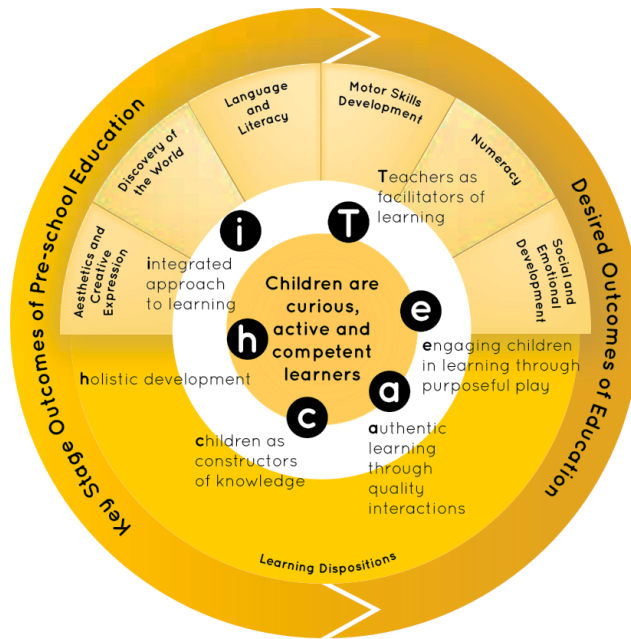 Key Stage Outcomes of Pre-school Education
Desired Outcomes of Education
Aesthetics and
Creative
Expression
Discovery of
the World
Language
and
Literacy
Motor Skills
Development
Numeracy
Social and
Emotional
Development
T
Teachers as
facilitators of
learning
e
engaging children
in learning through
purposeful play
a
authentic
learning
through
quality
interactions
c
children as
constructors
of knowledge
h
holistic development
i
integrated
approach
to learning
Children are
curious,
active and
competent
learners
Learning Dispositions